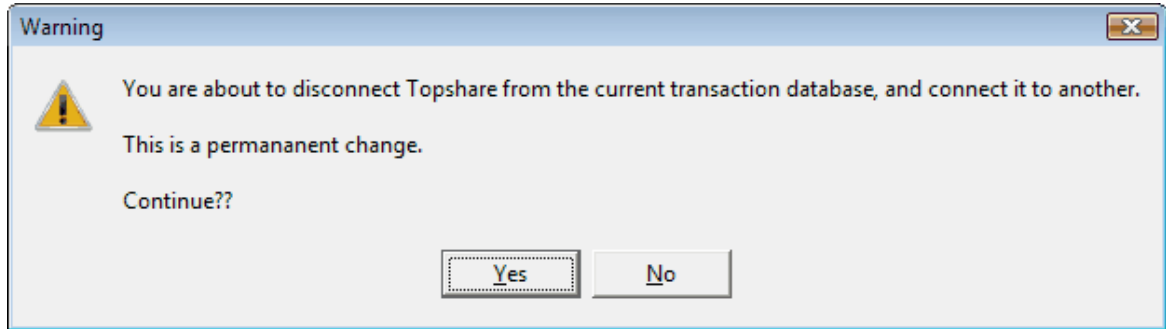 Warning
You are about to disconnect Topshare from the current transaction database, and connect it to another.
This is a permananent change.
Continue??
Yes
No